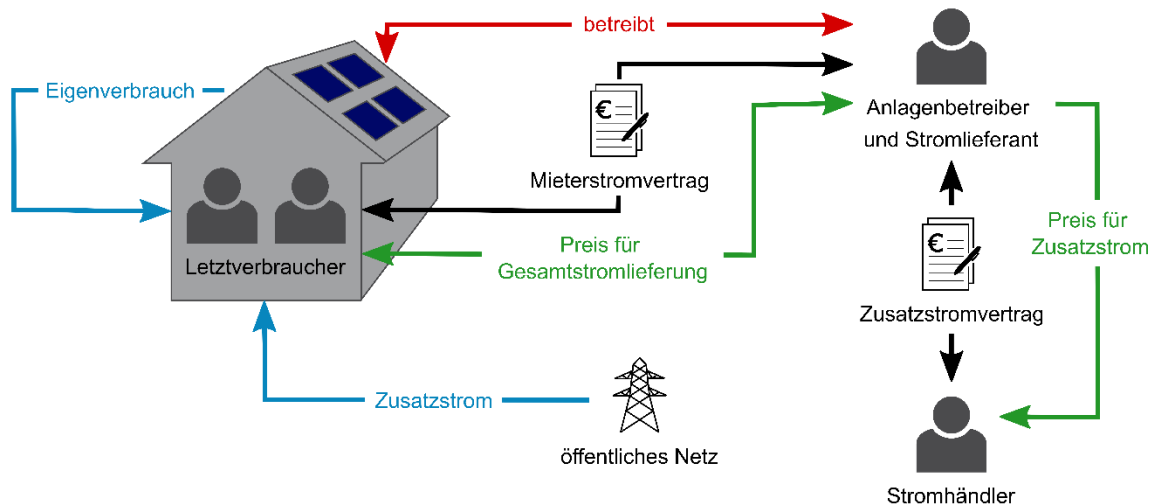 betreibt
Eigenverbrauch
€
Anlagenbetreiber
und Stromlieferant
Mieterstromvertrag
Letztverbraucher
Preis für
Gesamtstromlieferung
Preis für
Zusatzstrom
€
Zusatzstromvertrag
Zusatzstrom
öffentliches Netz
Stromhändler